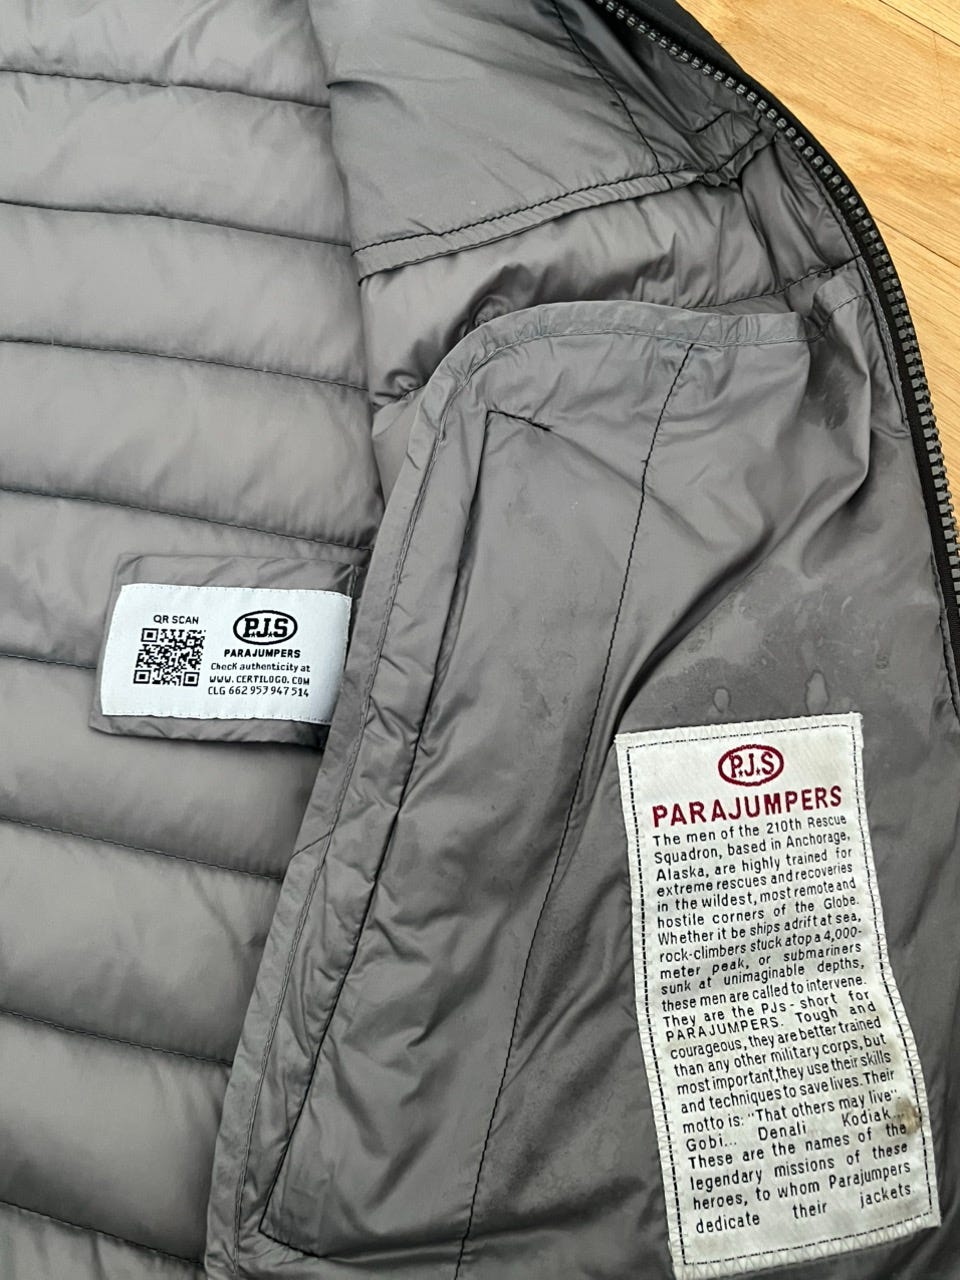 QR SCAN
P.J.S
PARAJUMPERS
Check authenticity at
WWW.CERTILOGO.COM
CLG 662 957 947 514
P.J.S
PARAJUMPERS
The men of the 210th Rescue
Squadron, based in Anchorage,
Alaska, are highly trained for
extreme rescues and recoveries
in the wildest, most remote and
hostile corners of the Globe.
Whether it be ships adrift at sea,
rock-climbers stuck atop a 4,000-
meter peak, or submariners
sunk at unimaginable depths,
these men are called to intervene.
They are the PJs - short for
PARAJUMPERS. Tough and
courageous, they are better trained
than any other military corps, but
most important,they use their skills
and techniques to save lives. Their
motto is: "That others may live".
Gobi... Denali Kodiak...
These are the names of the
legendary missions of these
heroes, to whom Parajumpers
dedicate their jackets